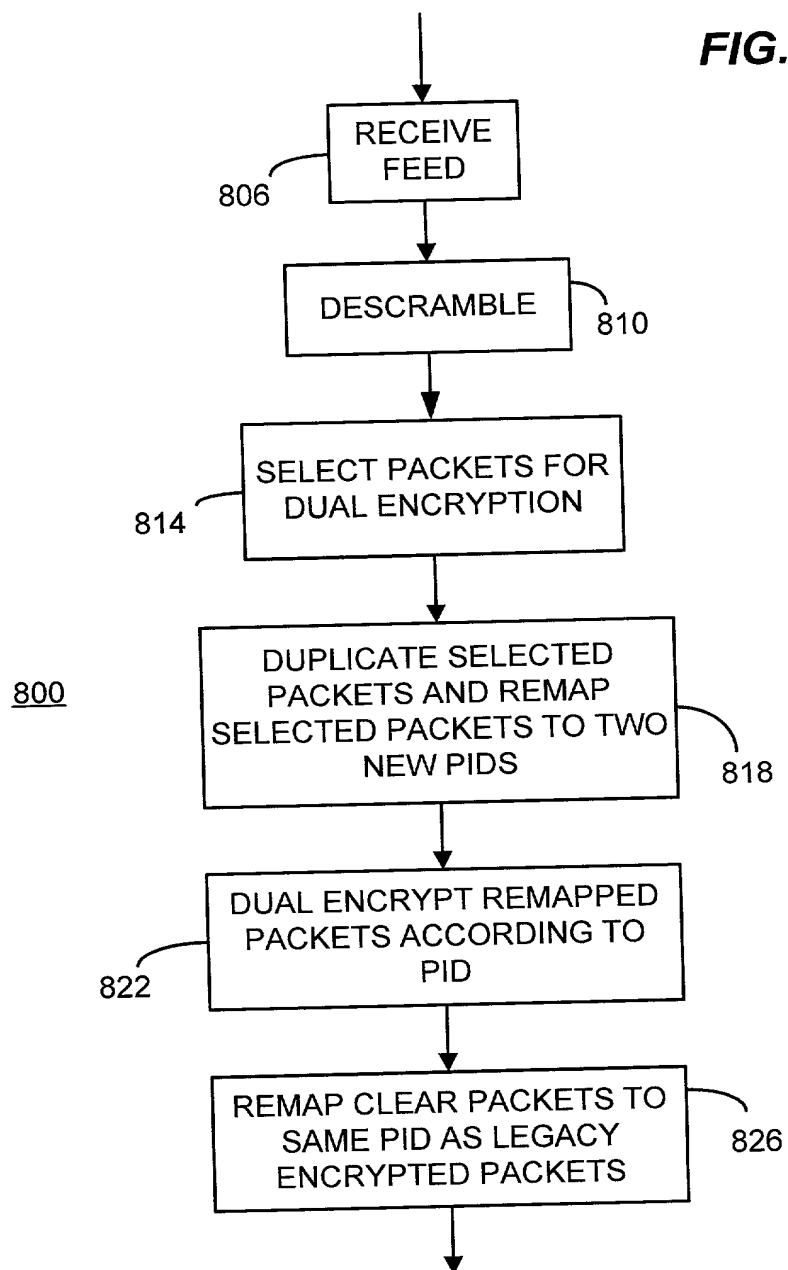 FIG.
RECEIVE
FEED
806
DESCRAMBLE
810
SELECT PACKETS FOR
DUAL ENCRYPTION
814
DUPLICATE SELECTED
PACKETS AND REMAP
SELECTED PACKETS TO TWO
NEW PIDS
800
818
DUAL ENCRYPT REMAPPED
PACKETS ACCORDING TO
PID
822
REMAP CLEAR PACKETS TO
SAME PID AS LEGACY
ENCRYPTED PACKETS
826